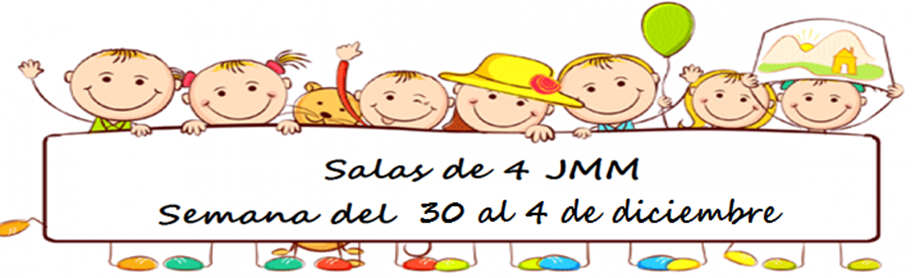 Salas de 4 JMM
Semana del 30 al 4 de diciembre